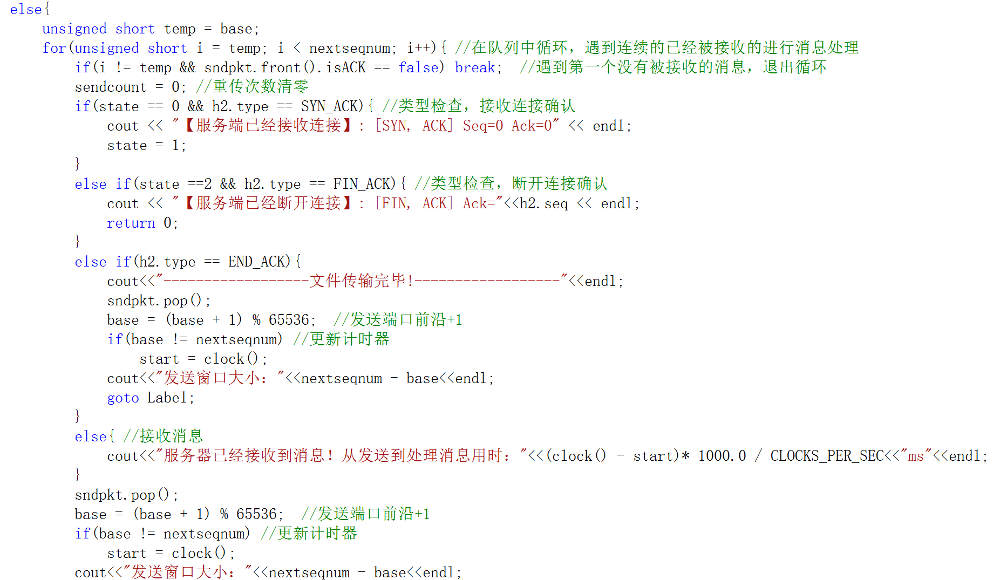 else{
    unsigned short temp = base;
    for(unsigned short i = temp; i < nextseqnum; i++){ //在队列中循环，遇到连续的已经被接收的进行消息处理
        if(i != temp && sndpkt.front().isACK == false) break;  //遇到第一个没有被接收的消息，退出循环
        sendcount = 0; //重传次数清零
        if(state == 0 && h2.type == SYN_ACK){ //类型检查，接收连接确认
            cout << "【服务端已经接收连接】: [SYN, ACK] Seq=0 Ack=0" << endl;
            state = 1;
        }
        else if(state ==2 && h2.type == FIN_ACK){ //类型检查，断开连接确认
            cout << "【服务端已经断开连接】: [FIN, ACK] Ack="<<h2.seq << endl;
            return 0;
        }
        else if(h2.type == END_ACK){
            cout<<"------------------文件传输完毕!------------------"<<endl;
            sndpkt.pop();
            base = (base + 1) % 65536;  //发送端口前沿+1
            if(base != nextseqnum) //更新计时器
                start = clock();
            cout<<"发送窗口大小："<<nextseqnum - base<<endl;
            goto Label;
        }
        else{ //接收消息
            cout<<"服务器已经接收到消息！从发送到处理消息用时："<<(clock() - start)* 1000.0 / CLOCKS_PER_SEC<<"ms"<<endl;
        }
        sndpkt.pop();
        base = (base + 1) % 65536;  //发送端口前沿+1
        if(base != nextseqnum) //更新计时器
            start = clock();
        cout<<"发送窗口大小："<<nextseqnum - base<<endl;